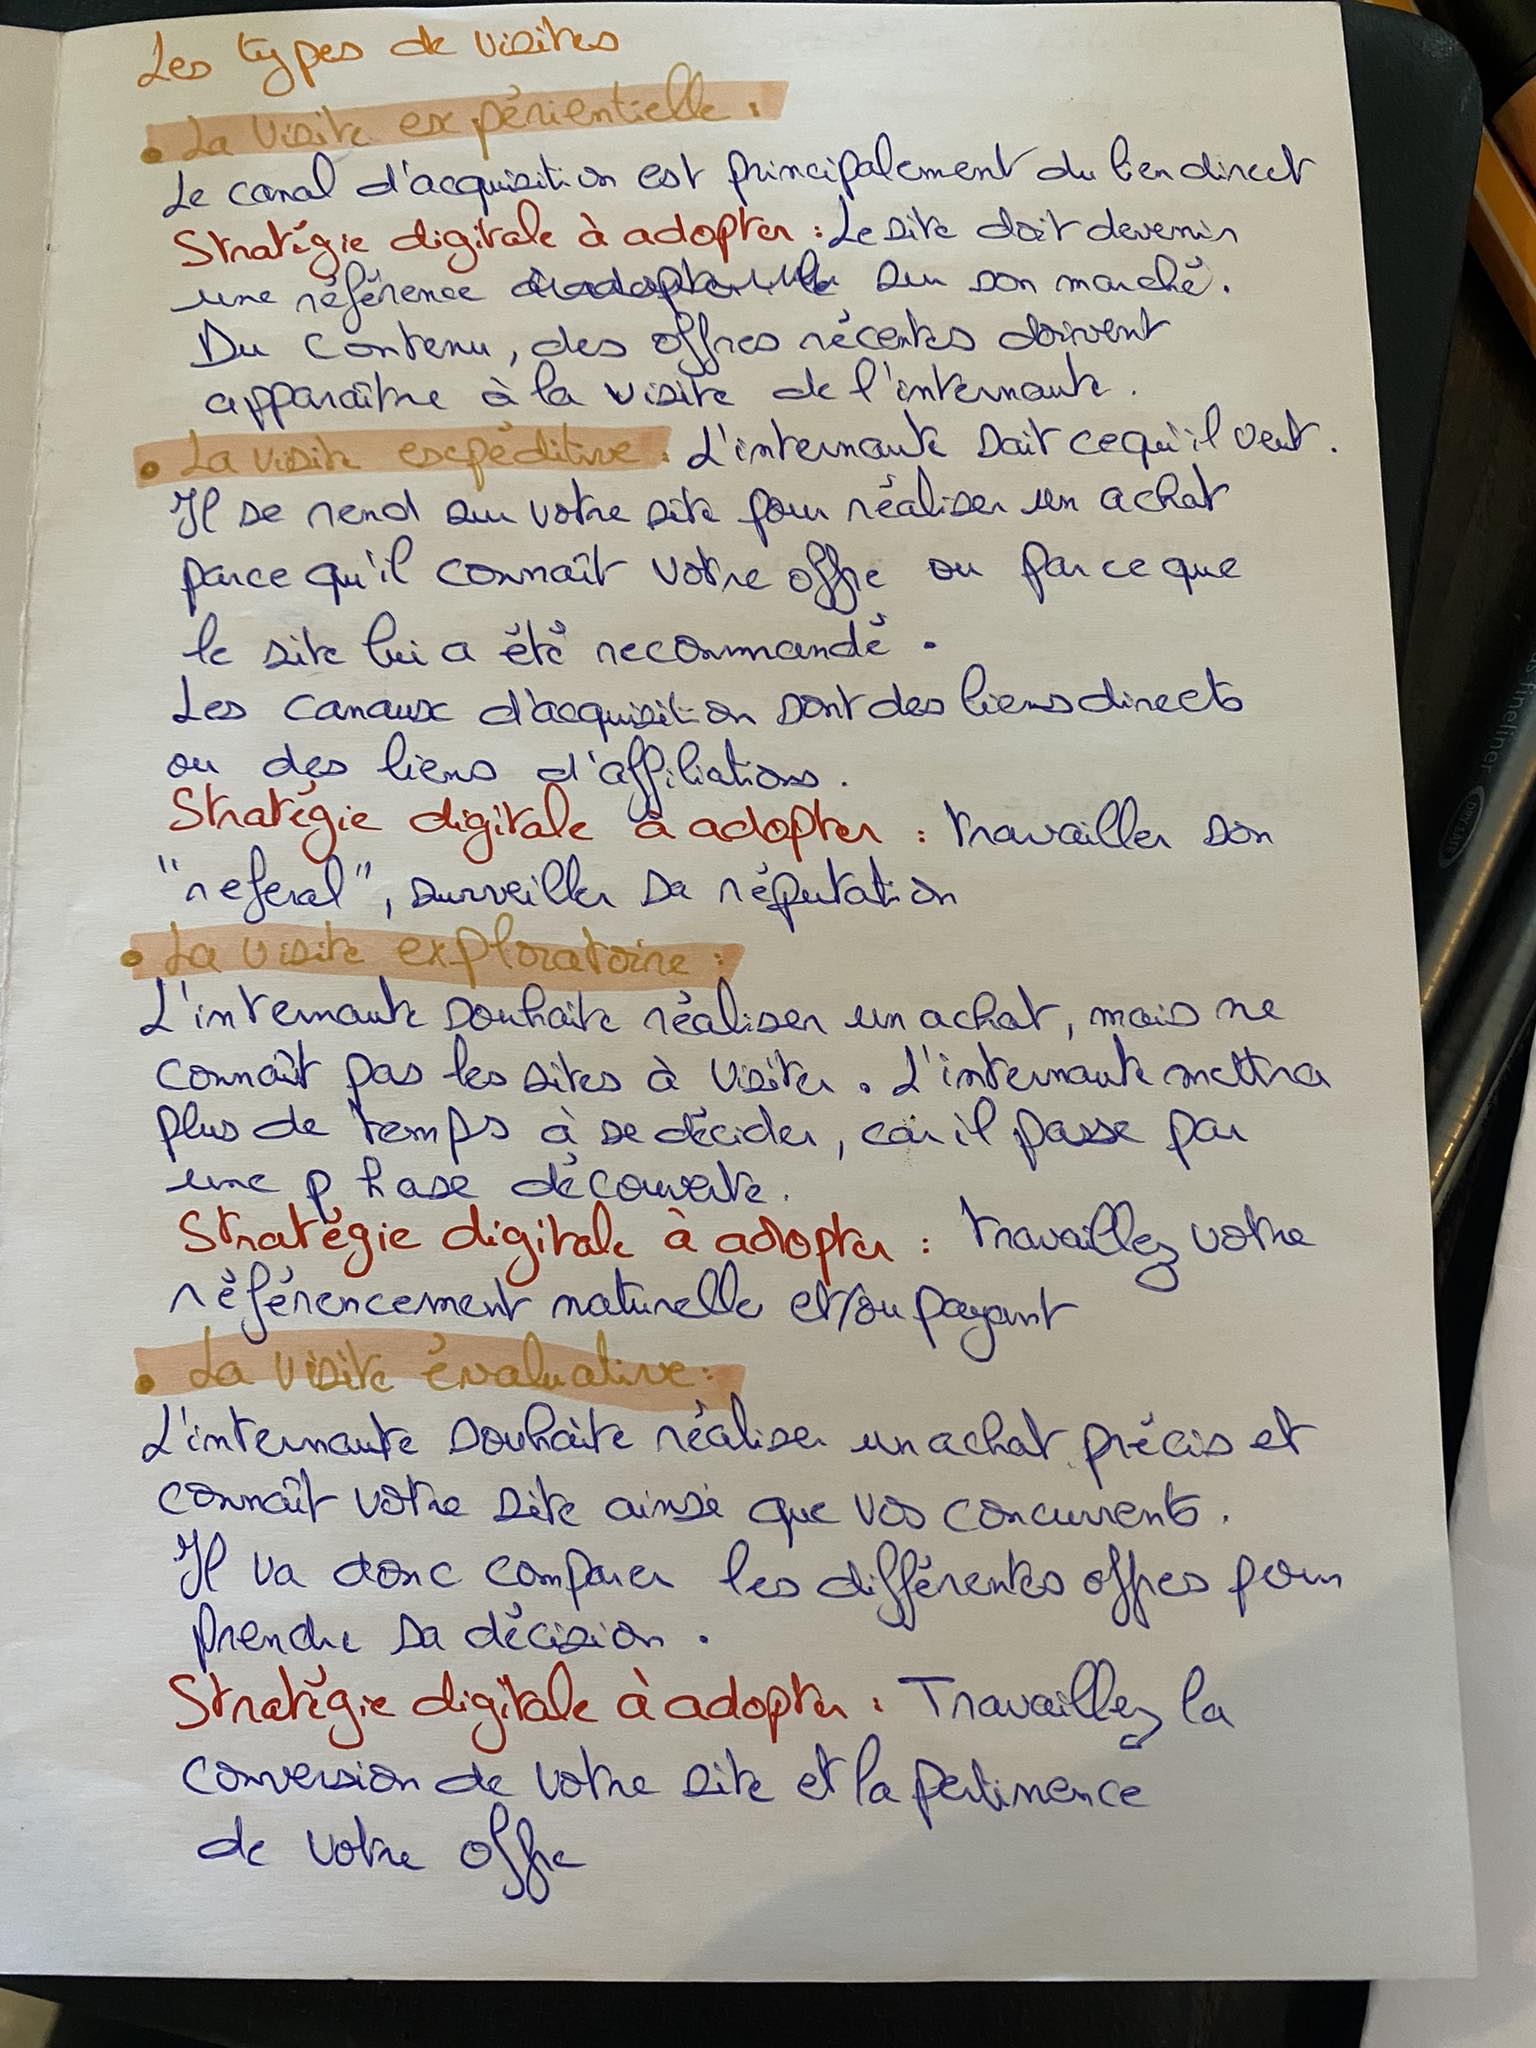 Les types de visites
• La visite expérientielle :
Le canal d'acquisition est principalement du lien direct
Stratégie digitale à adopter : Le site doit devenir
une référence sur son marché.
Du contenu, des offres récentes doivent
apparaître à la visite de l'internaute.
• La visite expéditive : L'internaute sait ce qu'il veut.
Il se rend sur votre site pour réaliser un achat
parce qu'il connaît votre offre ou parce que
le site lui a été recommandé.
Les canaux d'acquisition sont des liens directs
ou des liens d'affiliations.
Stratégie digitale à adopter : travailler son
"referal", surveiller sa réputation
• La visite exploratoire :
L'internaute souhaite réaliser un achat, mais ne
connaît pas les sites à visiter. L'internaute mettra
plus de temps à se décider, car il passe par
une phase découverte.
Stratégie digitale à adopter : travaillez votre
référencement naturelle et/ou payant
• La visite évaluative :
L'internaute souhaite réaliser un achat précis et
connaît votre site ainsi que vos concurrents.
Il va donc comparer les différentes offres pour
prendre sa décision.
Stratégie digitale à adopter : Travaillez la
conversion de votre site et la pertinence
de votre offre
fineliner